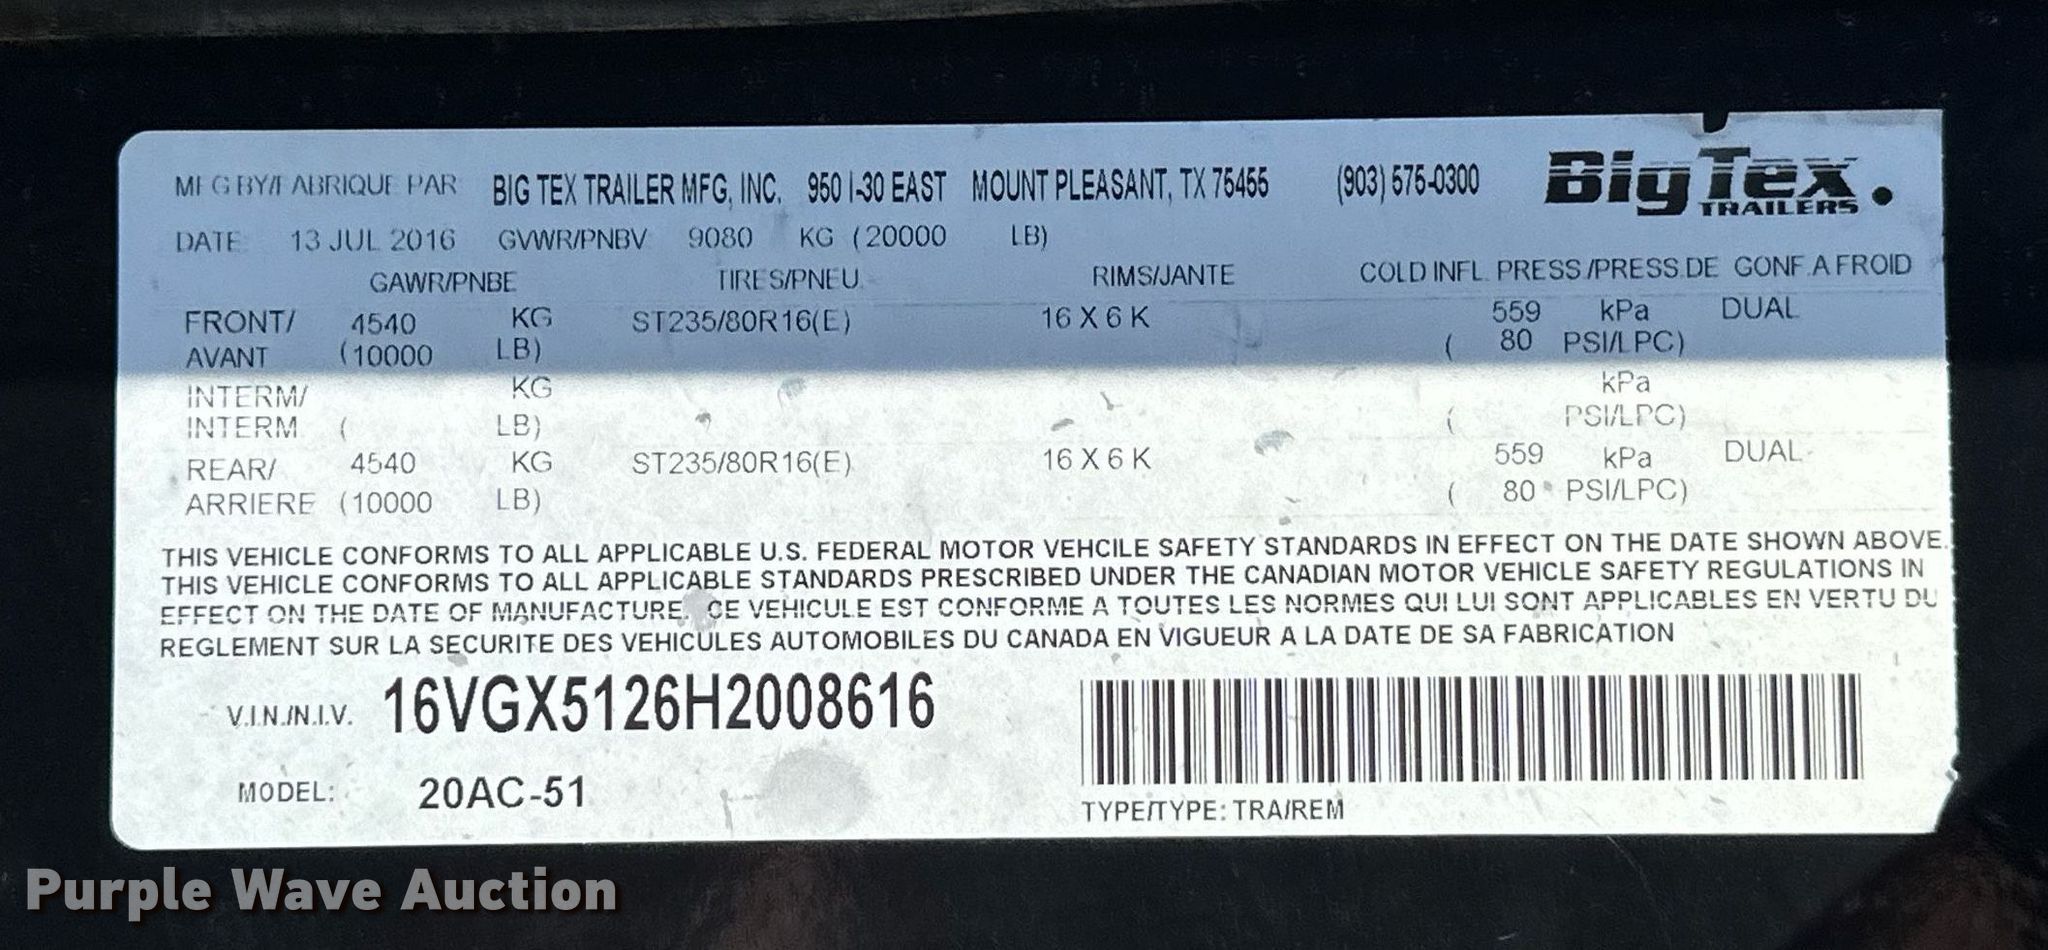 MFG BY/FABRIQUE PAR BIG TEX TRAILER MFG, INC. 950 I-30 EAST MOUNT PLEASANT, TX 75455 (903) 575-0300 Big Tex TRAILERS
DATE 13 JUL 2016 GVWR/PNBV 9080 KG (20000 LB)
GAWR/PNBE TIRES/PNEU RIMS/JANTE COLD INFL. PRESS./PRESS.DE GONF.A FROID
FRONT/ 4540 KG ST235/80R16(E) 16 X 6 K 559 kPa DUAL
AVANT (10000 LB) ( 80 PSI/LPC)
INTERM/ KG kPa
INTERM ( LB) ( PSI/LPC)
REAR/ 4540 KG ST235/80R16(E) 16 X 6 K 559 kPa DUAL
ARRIERE (10000 LB) ( 80 PSI/LPC)
THIS VEHICLE CONFORMS TO ALL APPLICABLE U.S. FEDERAL MOTOR VEHCILE SAFETY STANDARDS IN EFFECT ON THE DATE SHOWN ABOVE.
THIS VEHICLE CONFORMS TO ALL APPLICABLE STANDARDS PRESCRIBED UNDER THE CANADIAN MOTOR VEHICLE SAFETY REGULATIONS IN
EFFECT ON THE DATE OF MANUFACTURE. CE VEHICULE EST CONFORME A TOUTES LES NORMES QUI LUI SONT APPLICABLES EN VERTU DU
REGLEMENT SUR LA SECURITE DES VEHICULES AUTOMOBILES DU CANADA EN VIGUEUR A LA DATE DE SA FABRICATION
V.I.N./N.I.V. 16VGX5126H2008616
MODEL: 20AC-51
TYPE/TYPE: TRA/REM
Purple Wave Auction